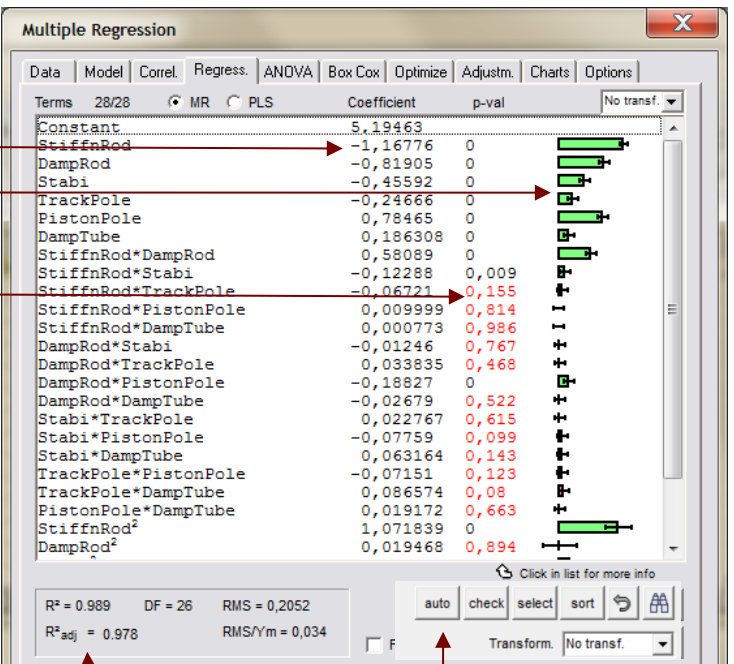 Multiple Regression
X
Data Model Correl. Regress. ANOVA Box Cox Optimize Adjustm. Charts Options
Terms 28/28 MR PLS Coefficient p-val No transf.
Constant 5,19463
StiffnRod -1,16776 0
DampRod -0,81905 0
Stabi -0,45592 0
TrackPole -0,24666 0
PistonPole 0,78465 0
DampTube 0,186308 0
StiffnRod*DampRod 0,58089 0
StiffnRod*Stabi -0,12288 0,009
StiffnRod*TrackPole -0,06721 0,155
StiffnRod*PistonPole 0,009999 0,814
StiffnRod*DampTube 0,000773 0,986
DampRod*Stabi -0,01246 0,767
DampRod*TrackPole 0,033835 0,468
DampRod*PistonPole -0,18827 0
DampRod*DampTube -0,02679 0,522
Stabi*TrackPole 0,022767 0,615
Stabi*PistonPole -0,07759 0,099
Stabi*DampTube 0,063164 0,143
TrackPole*PistonPole -0,07151 0,123
TrackPole*DampTube 0,086574 0,08
PistonPole*DampTube 0,019172 0,663
StiffnRod² 1,071839 0
DampRod² 0,019468 0,894
Click in list for more info
R² = 0.989 DF = 26 RMS = 0,2052
auto check select sort
R²adj = 0.978 RMS/Ym = 0,034
Transform. No transf.